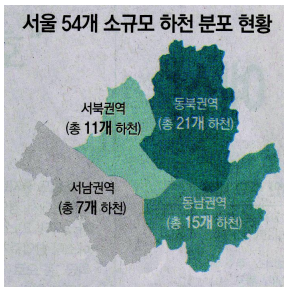 서울 54개 소규모 하천 분포 현황
서북권역
(총 11개 하천)
동북권역
(총 21개 하천)
서남권역
(총 7개 하천)
동남권역
(총 15개 하천)